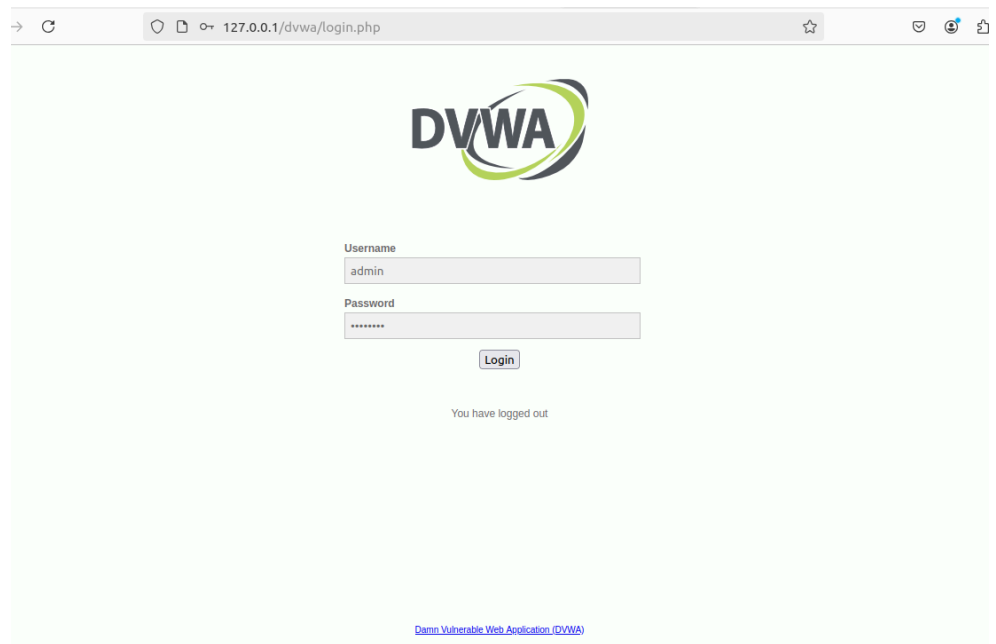 127.0.0.1/dvwa/login.php
DVWA
Username
admin
Password
••••••••
Login
You have logged out
Damn Vulnerable Web Application (DVWA)